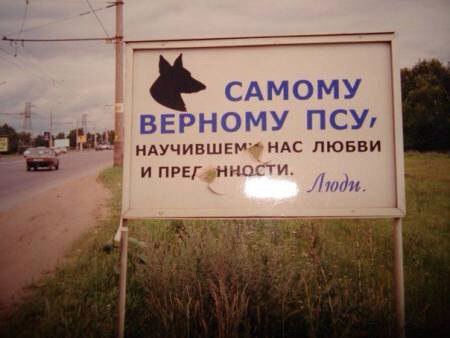 САМОМУ
ВЕРНОМУ ПСУ,
НАУЧИВШЕМУ НАС ЛЮБВИ
И ПРЕДАННОСТИ.
Люди.